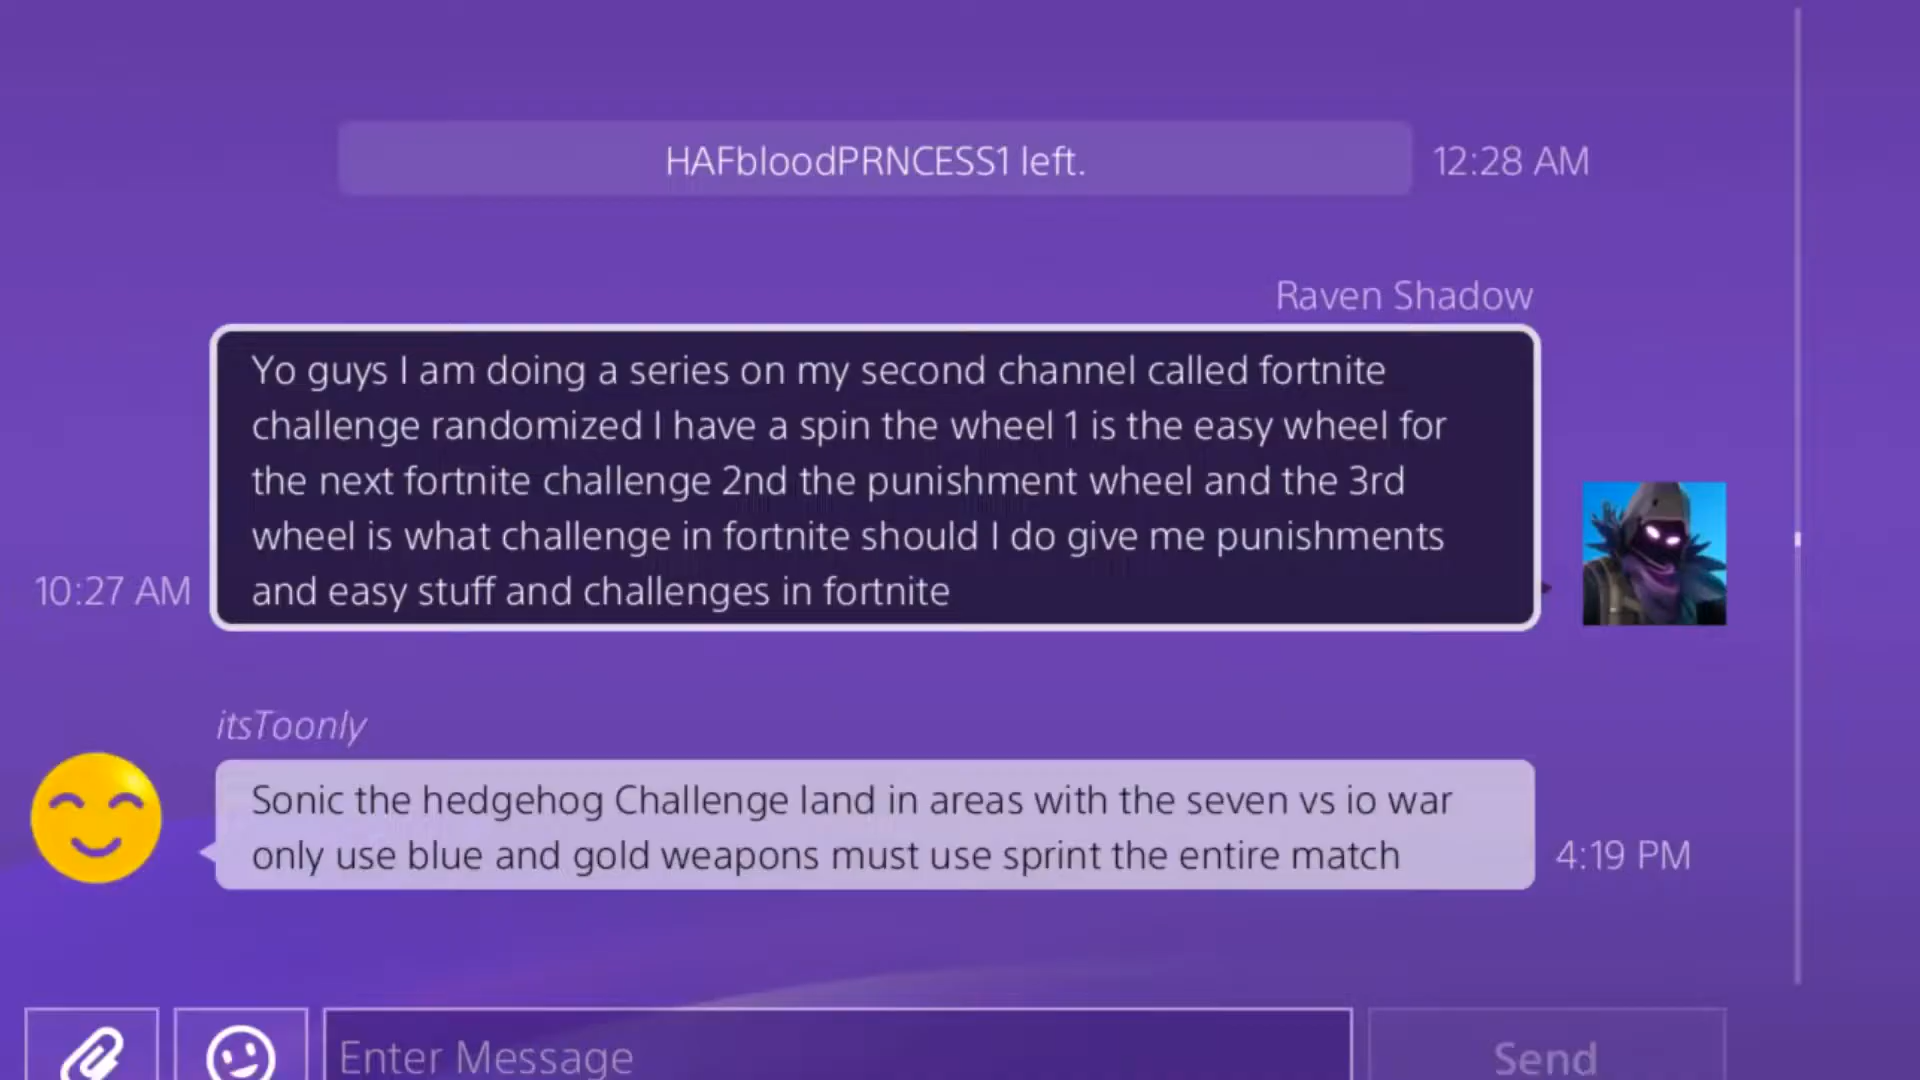 HAFbloodPRNCESS1 left.
12:28 AM
Raven Shadow
Yo guys I am doing a series on my second channel called fortnite
challenge randomized I have a spin the wheel 1 is the easy wheel for
the next fortnite challenge 2nd the punishment wheel and the 3rd
wheel is what challenge in fortnite should I do give me punishments
and easy stuff and challenges in fortnite
10:27 AM
itsToonly
Sonic the hedgehog Challenge land in areas with the seven vs io war
only use blue and gold weapons must use sprint the entire match
4:19 PM
Enter Message
Send